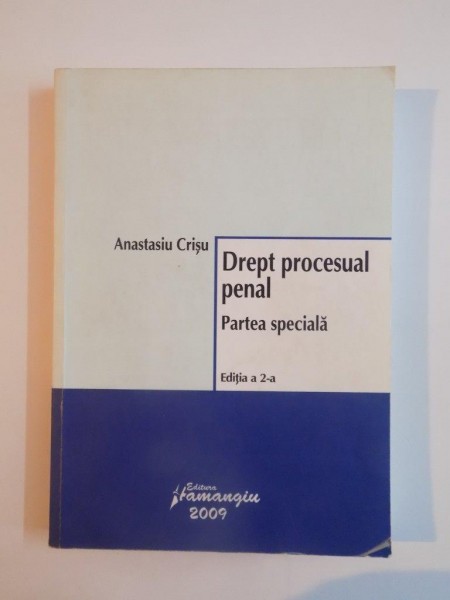 Anastasiu Crişu
Drept procesual
penal
Partea specială
Ediţia a 2-a
Editura
Hamangiu
2009